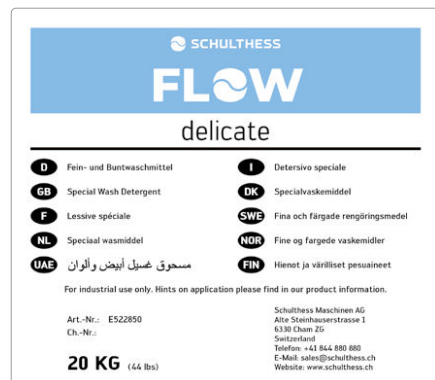 SCHULTHESS
FLOW
delicate
D Fein- und Buntwaschmittel
GB Special Wash Detergent
F Lessive spéciale
NL Speciaal wasmiddel
UAE مسحوق غسيل أبيض وألوان
I Detersivo speciale
DK Specialvaskemiddel
SWE Fina och färgade rengöringsmedel
NOR Fine og fargede vaskemidler
FIN Hienot ja värilliset pesuaineet
For industrial use only. Hints on application please find in our product information.
Art.-Nr.: E522850
Ch.-Nr.:
20 KG (44 lbs)
Schulthess Maschinen AG
Alte Steinhauserstrasse 1
6330 Cham ZG
Switzerland
Telefon: +41 844 880 880
E-Mail: sales@schulthess.ch
Website: www.schulthess.ch